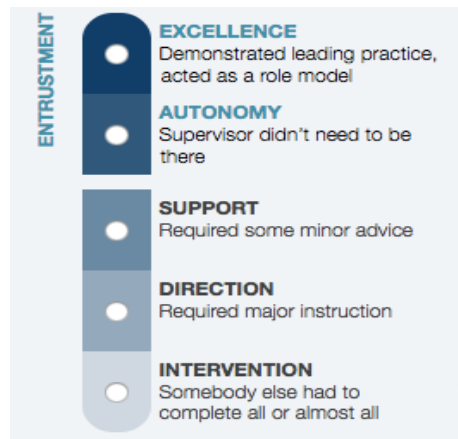 ENTRUSTMENT
EXCELLENCE
Demonstrated leading practice,
acted as a role model
AUTONOMY
Supervisor didn't need to be
there
SUPPORT
Required some minor advice
DIRECTION
Required major instruction
INTERVENTION
Somebody else had to
complete all or almost all